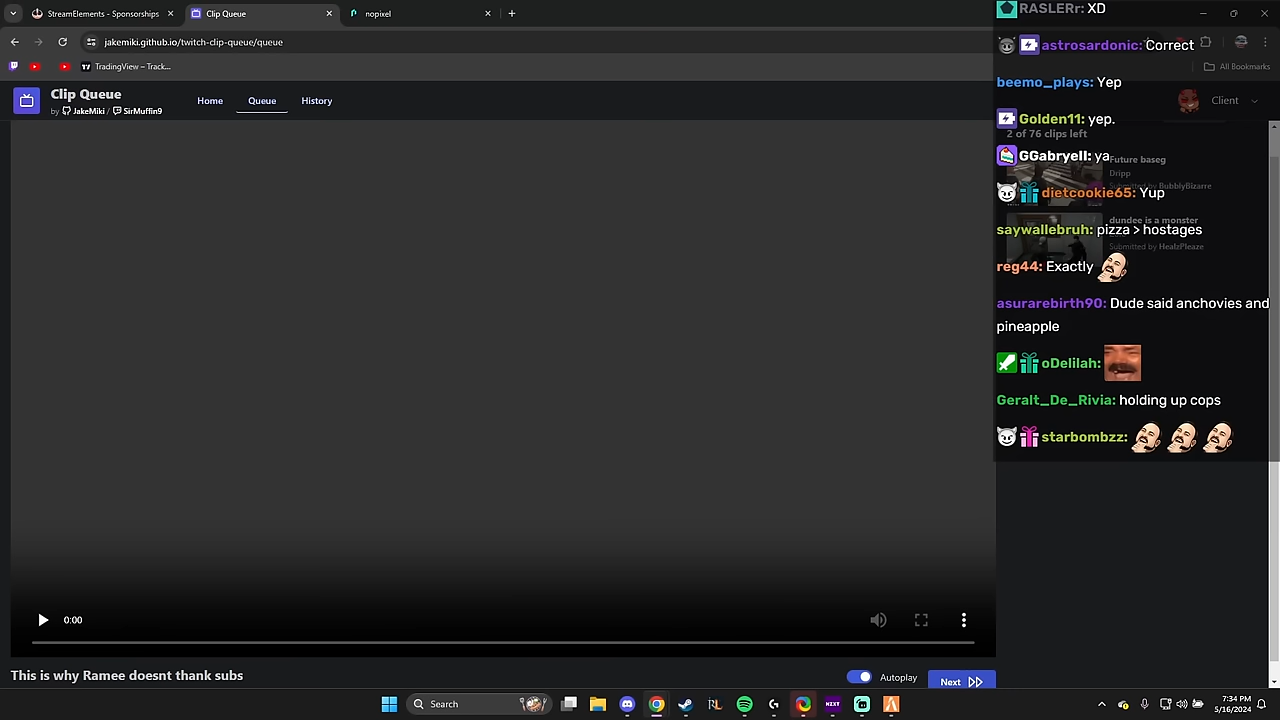 StreamElements - Sponsorships
Clip Queue
nopixel
jakemiki.github.io/twitch-clip-queue/queue
TradingView – Track...
All Bookmarks
Clip Queue
by JakeMiki / SirMuffin9
Home
Queue
History
Client
RASLERr: XD
astrosardonic: Correct
beemo_plays: Yep
Golden11: yep.
2 of 76 clips left
GGabryell: ya
Future baseg
Dripp
Submitted by BubblyBizarre
dietcookie65: Yup
dundee is a monster
saywallebruh: pizza > hostages
Submitted by HealzPleaze
reg44: Exactly
asurarebirth90: Dude said anchovies and
pineapple
oDelilah:
Geralt_De_Rivia: holding up cops
starbombzz:
0:00
This is why Ramee doesnt thank subs
Autoplay
Next
Search
7:34 PM
5/16/2024